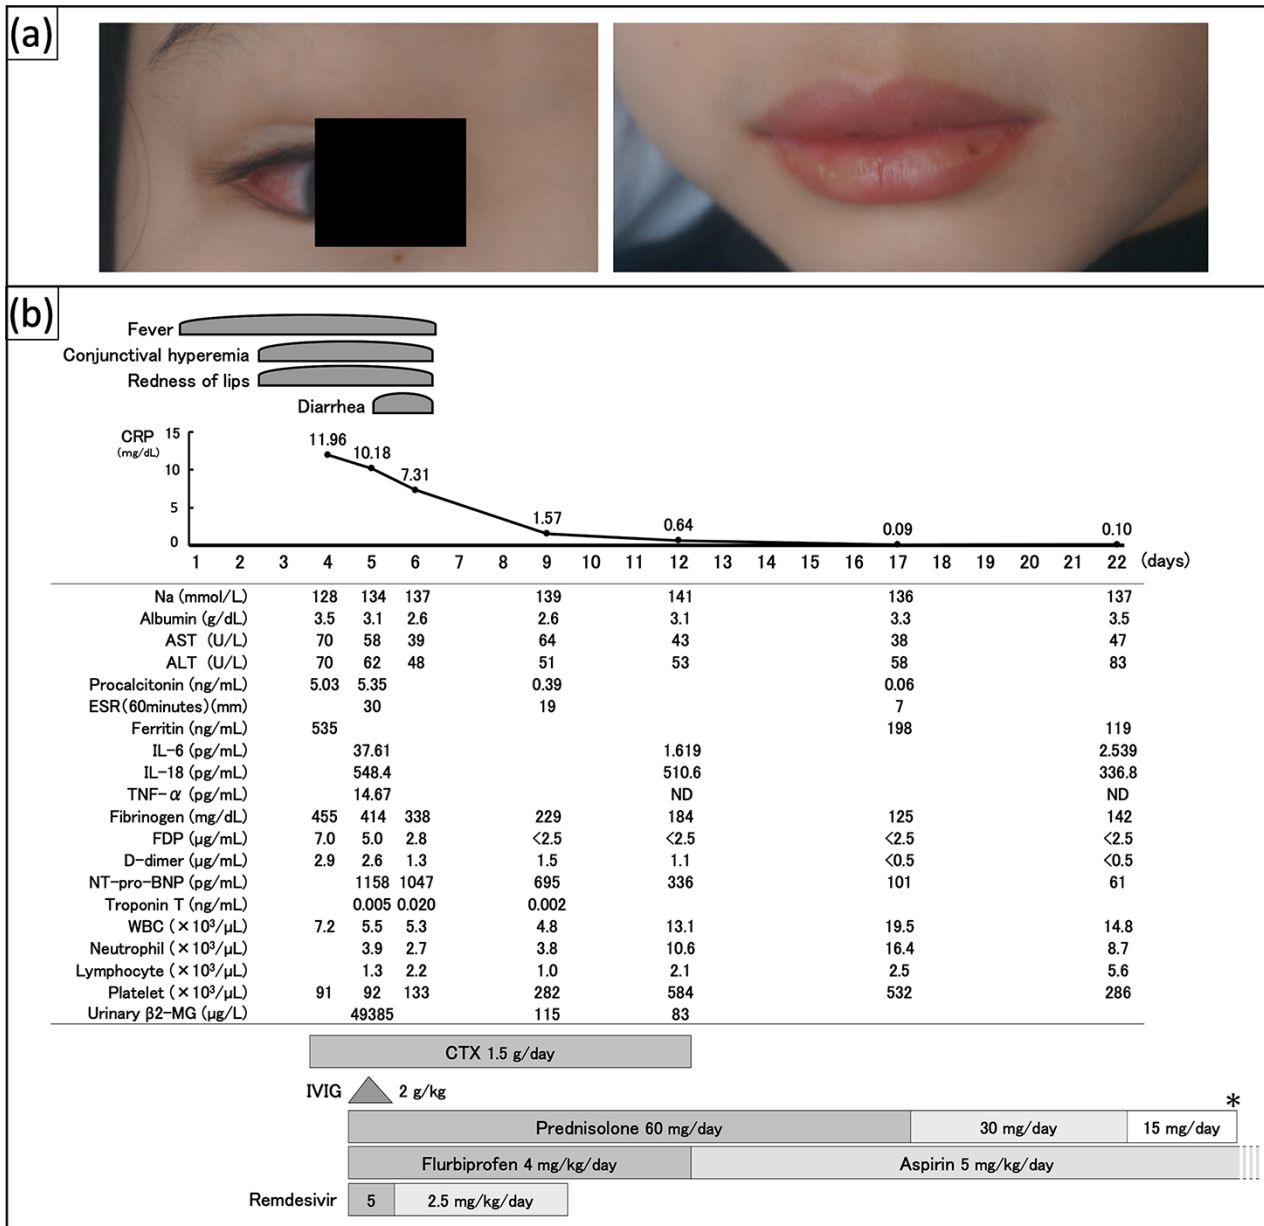 (a)
(b)
Fever
Conjunctival hyperemia
Redness of lips
Diarrhea
CRP
(mg/dL)
15
10
5
0
11.96 10.18 7.31 1.57 0.64 0.09 0.10
1 2 3 4 5 6 7 8 9 10 11 12 13 14 15 16 17 18 19 20 21 22 (days)
Na (mmol/L) 128 134 137 139 141 136 137
Albumin (g/dL) 3.5 3.1 2.6 2.6 3.1 3.3 3.5
AST (U/L) 70 58 39 64 43 38 47
ALT (U/L) 70 62 48 51 53 58 83
Procalcitonin (ng/mL) 5.03 5.35 0.39 0.06
ESR(60minutes)(mm) 30 19 7
Ferritin (ng/mL) 535 198 119
IL-6 (pg/mL) 37.61 1.619 2.539
IL-18 (pg/mL) 548.4 510.6 336.8
TNF-α (pg/mL) 14.67 ND ND
Fibrinogen (mg/dL) 455 414 338 229 184 125 142
FDP (μg/mL) 7.0 5.0 2.8 <2.5 <2.5 <2.5 <2.5
D-dimer (μg/mL) 2.9 2.6 1.3 1.5 1.1 <0.5 <0.5
NT-pro-BNP (pg/mL) 1158 1047 695 336 101 61
Troponin T (ng/mL) 0.005 0.020 0.002
WBC (×10³/μL) 7.2 5.5 5.3 4.8 13.1 19.5 14.8
Neutrophil (×10³/μL) 3.9 2.7 3.8 10.6 16.4 8.7
Lymphocyte (×10³/μL) 1.3 2.2 1.0 2.1 2.5 5.6
Platelet (×10³/μL) 91 92 133 282 584 532 286
Urinary β2-MG (μg/L) 49385 115 83
CTX 1.5 g/day
IVIG 2 g/kg
*
Prednisolone 60 mg/day 30 mg/day 15 mg/day
Flurbiprofen 4 mg/kg/day Aspirin 5 mg/kg/day
Remdesivir 5 2.5 mg/kg/day